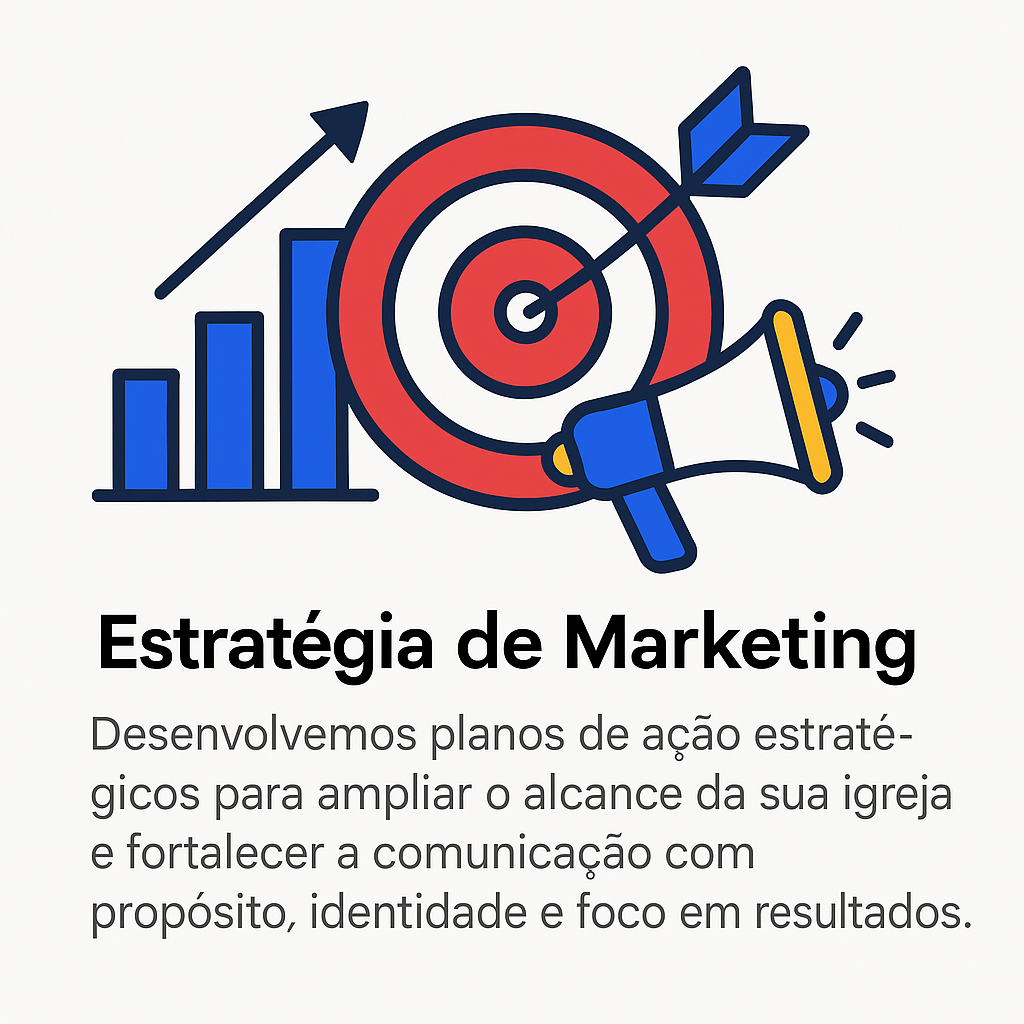 Estratégia de Marketing
Desenvolvemos planos de ação estraté-
gicos para ampliar o alcance da sua igreja
e fortalecer a comunicação com
propósito, identidade e foco em resultados.